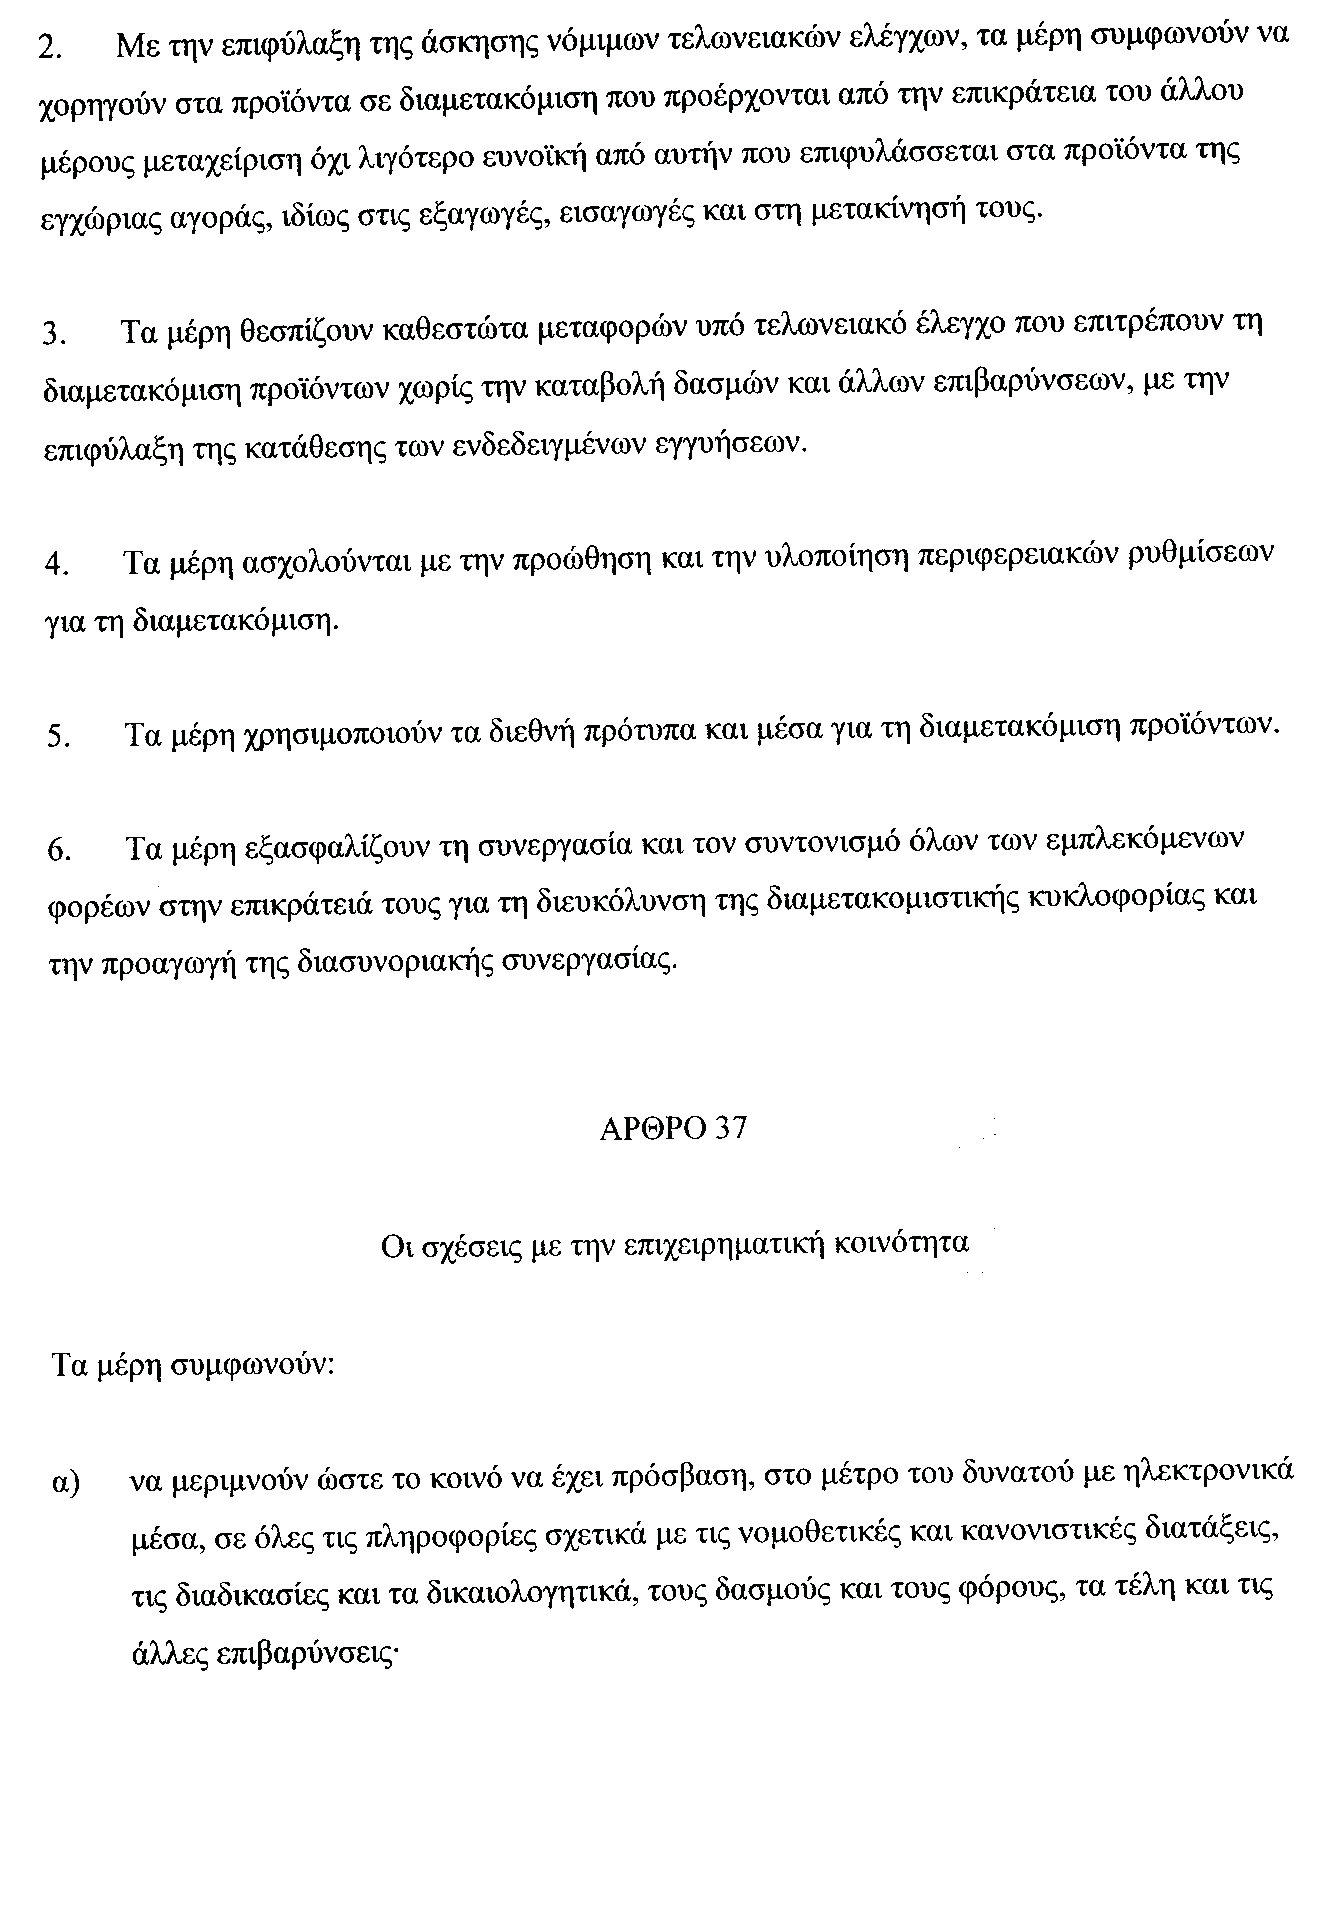 2. Με την επιφύλαξη της άσκησης νόμιμων τελωνειακών ελέγχων, τα μέρη συμφωνούν να
χορηγούν στα προϊόντα σε διαμετακόμιση που προέρχονται από την επικράτεια του άλλου
μέρους μεταχείριση όχι λιγότερο ευνοϊκή από αυτήν που επιφυλάσσεται στα προϊόντα της
εγχώριας αγοράς, ιδίως στις εξαγωγές, εισαγωγές και στη μετακίνησή τους.
3. Τα μέρη θεσπίζουν καθεστώτα μεταφορών υπό τελωνειακό έλεγχο που επιτρέπουν τη
διαμετακόμιση προϊόντων χωρίς την καταβολή δασμών και άλλων επιβαρύνσεων, με την
επιφύλαξη της κατάθεσης των ενδεδειγμένων εγγυήσεων.
4. Τα μέρη ασχολούνται με την προώθηση και την υλοποίηση περιφερειακών ρυθμίσεων
για τη διαμετακόμιση.
5. Τα μέρη χρησιμοποιούν τα διεθνή πρότυπα και μέσα για τη διαμετακόμιση προϊόντων.
6. Τα μέρη εξασφαλίζουν τη συνεργασία και τον συντονισμό όλων των εμπλεκόμενων
φορέων στην επικράτειά τους για τη διευκόλυνση της διαμετακομιστικής κυκλοφορίας και
την προαγωγή της διασυνοριακής συνεργασίας.
ΑΡΘΡΟ 37
Οι σχέσεις με την επιχειρηματική κοινότητα
Τα μέρη συμφωνούν:
α) να μεριμνούν ώστε το κοινό να έχει πρόσβαση, στο μέτρο του δυνατού με ηλεκτρονικά
μέσα, σε όλες τις πληροφορίες σχετικά με τις νομοθετικές και κανονιστικές διατάξεις,
τις διαδικασίες και τα δικαιολογητικά, τους δασμούς και τους φόρους, τα τέλη και τις
άλλες επιβαρύνσεις·